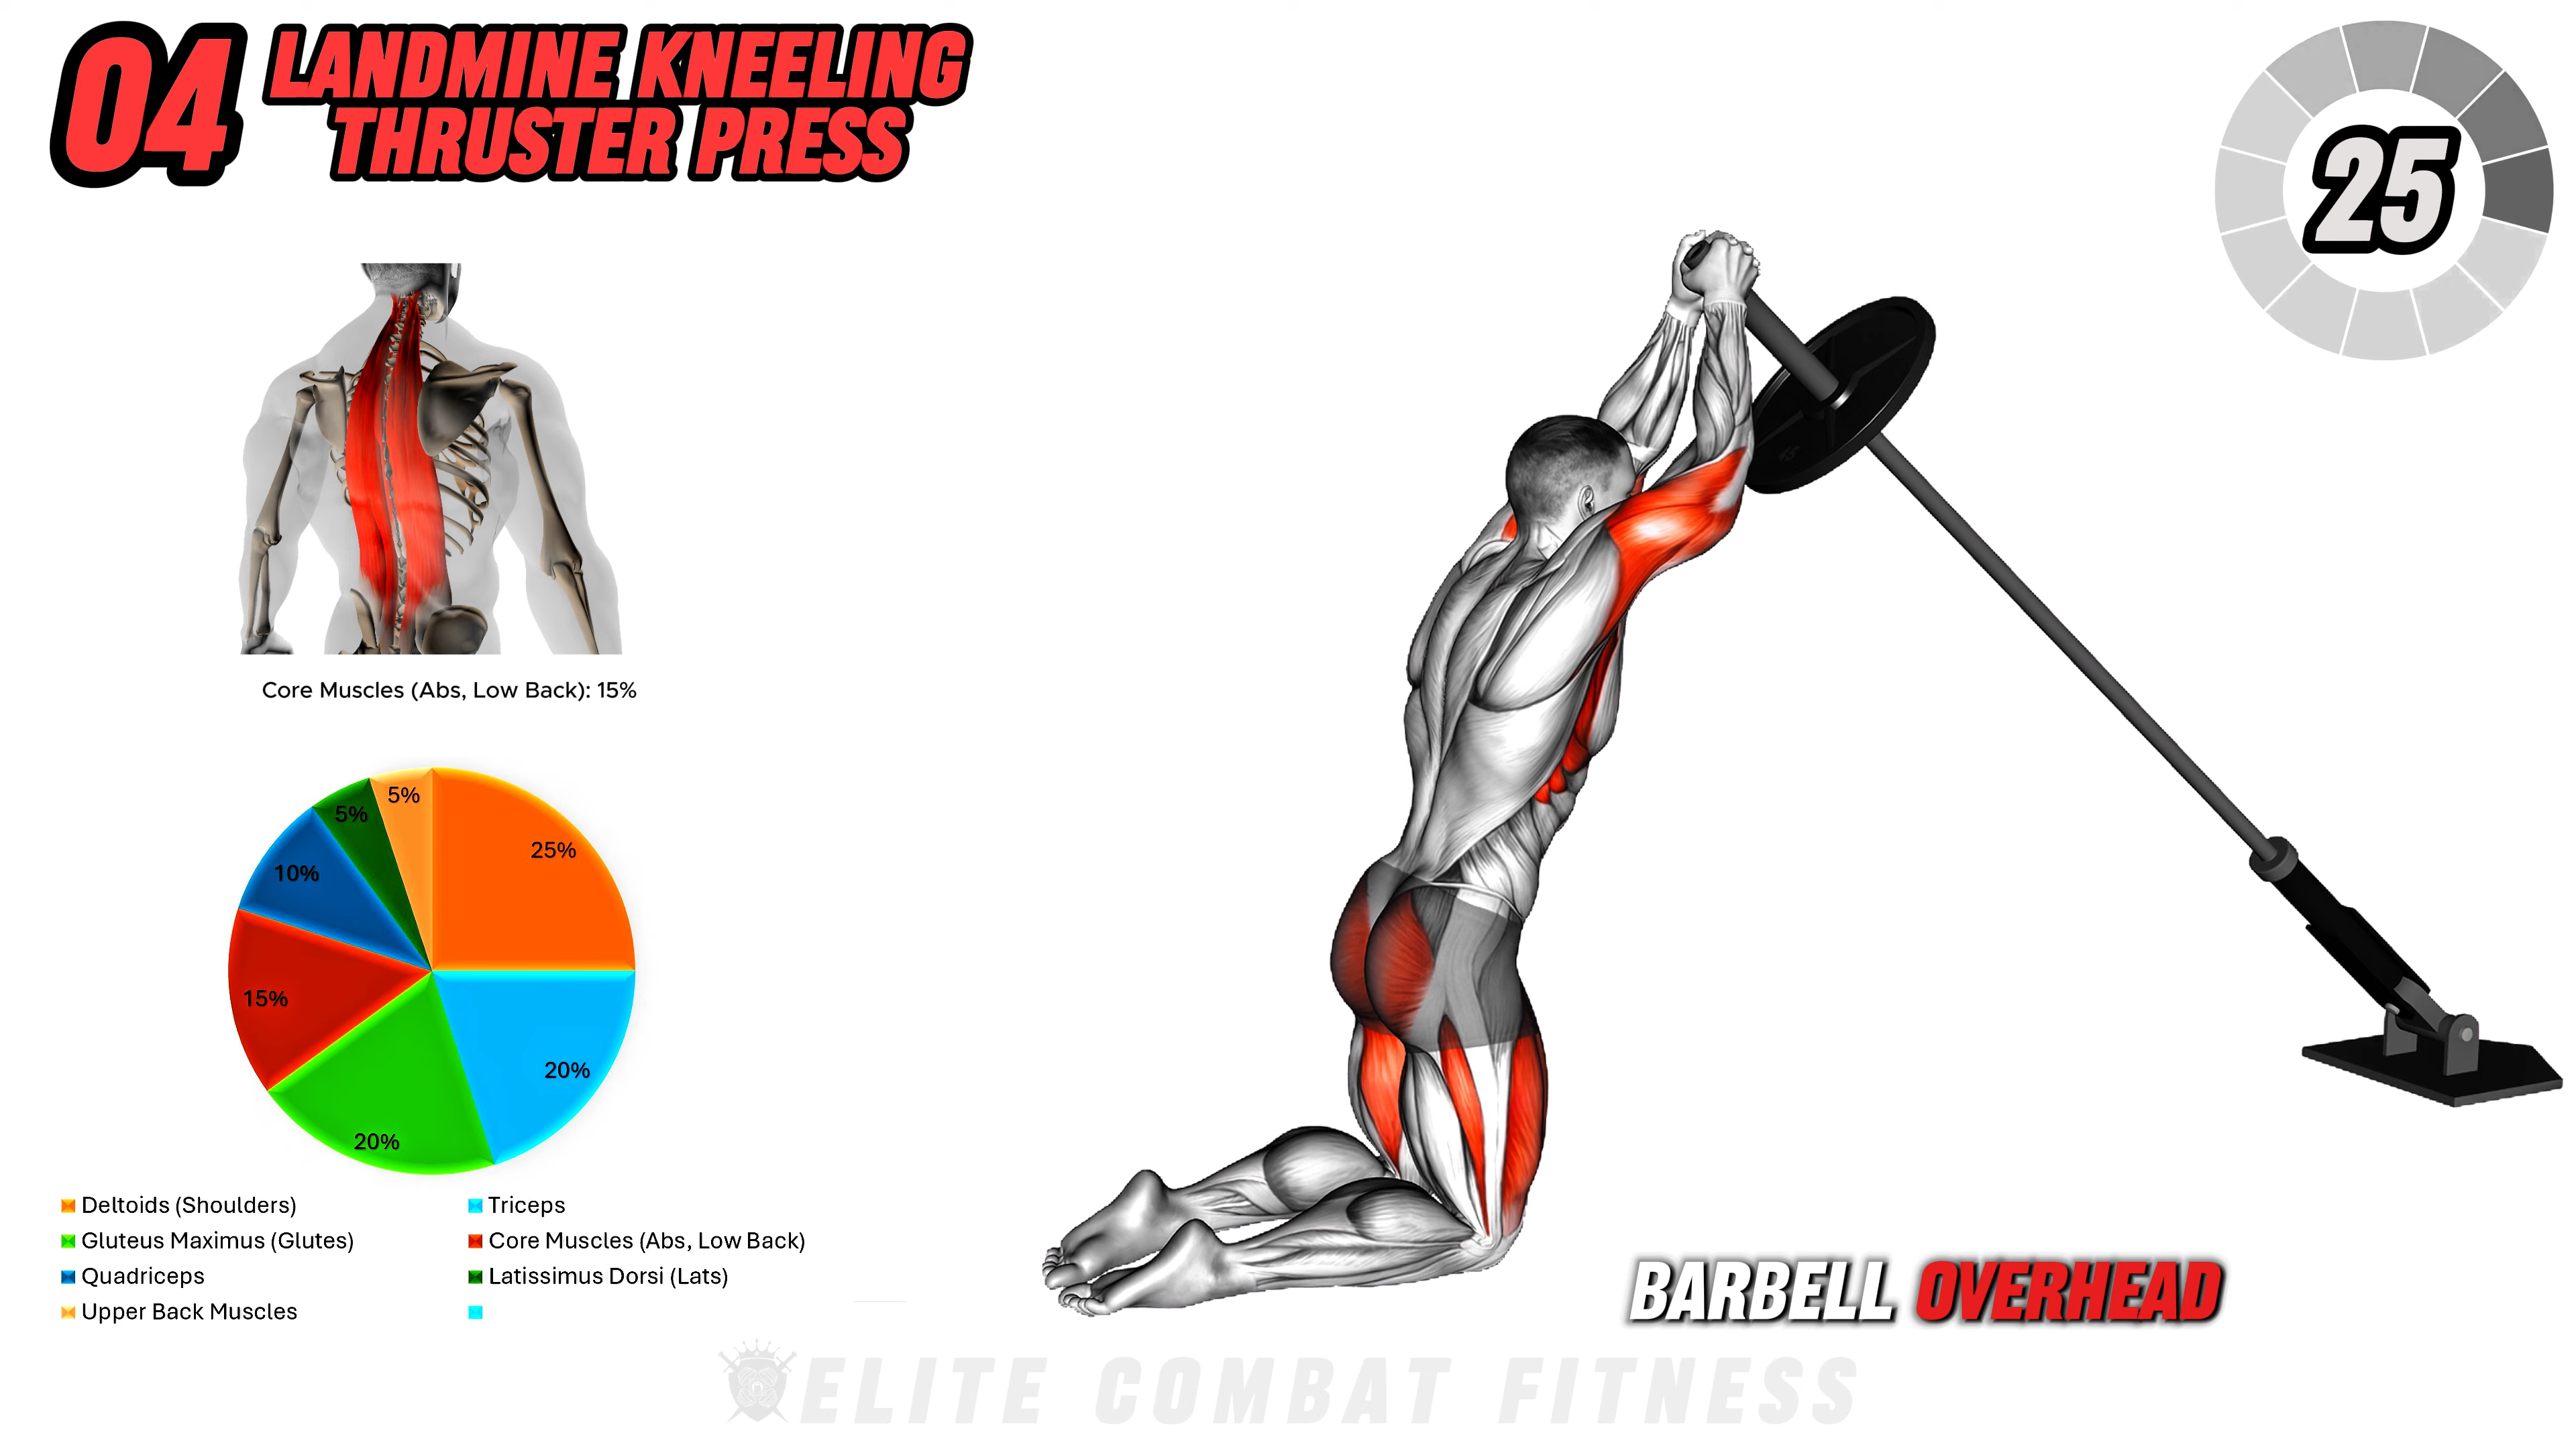 04
LANDMINE KNEELING
THRUSTER PRESS
25
Core Muscles (Abs, Low Back): 15%
5%
5%
25%
10%
15%
20%
20%
Deltoids (Shoulders)
Triceps
Gluteus Maximus (Glutes)
Core Muscles (Abs, Low Back)
Quadriceps
Latissimus Dorsi (Lats)
Upper Back Muscles
BARBELL OVERHEAD
ELITE COMBAT FITNESS